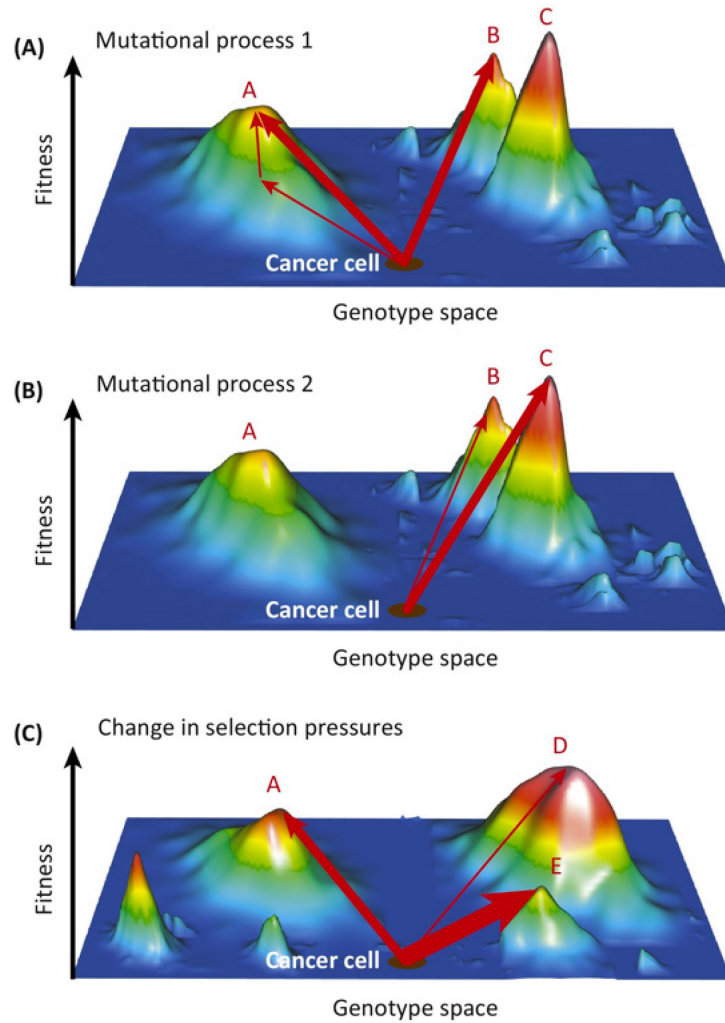 (A)
Mutational process 1
A
B
C
Fitness
Cancer cell
Genotype space
(B)
Mutational process 2
A
B
C
Fitness
Cancer cell
Genotype space
(C)
Change in selection pressures
A
D
E
Fitness
Cancer cell
Genotype space